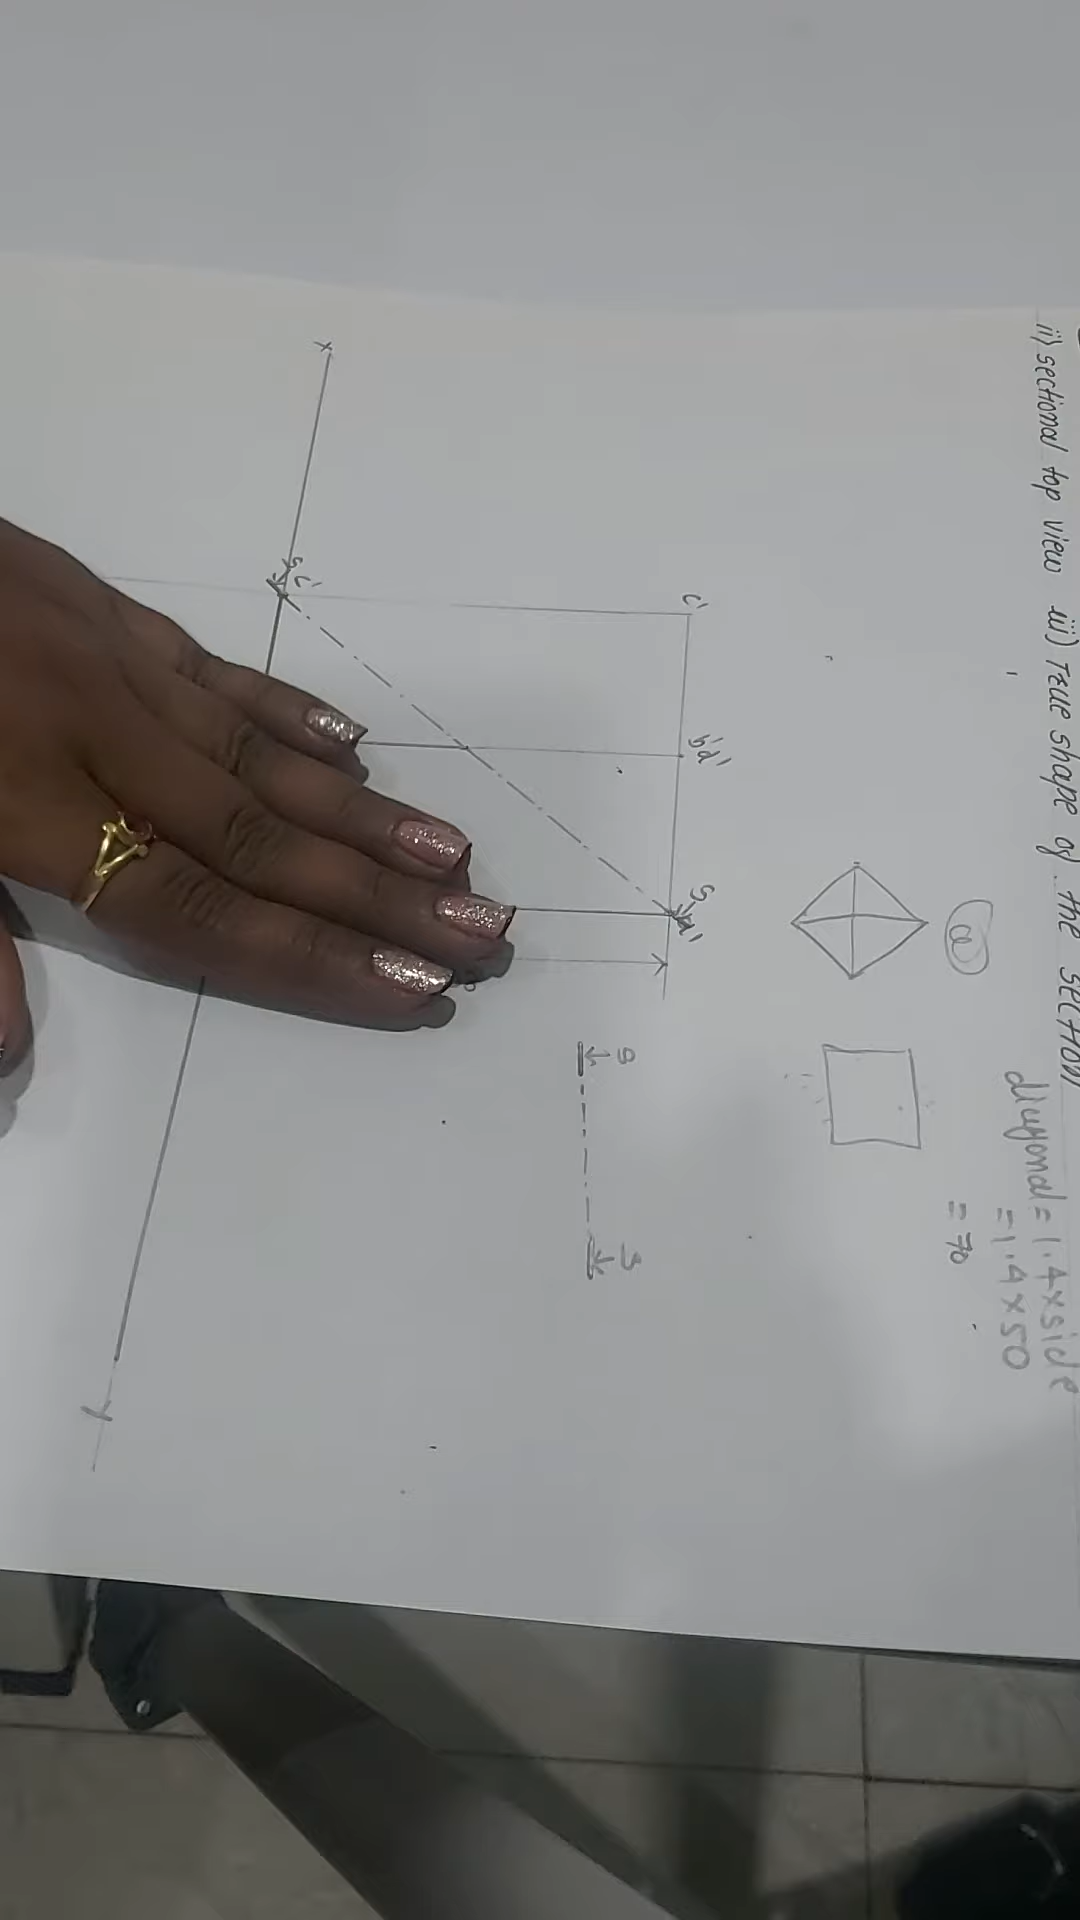 ii) sectional top view iii) True shape of the section
diagonal = 1.4 x side
= 1.4 x 50
= 70
a
c'
b'd'
S
a'
S
S
X
S
c'
Y